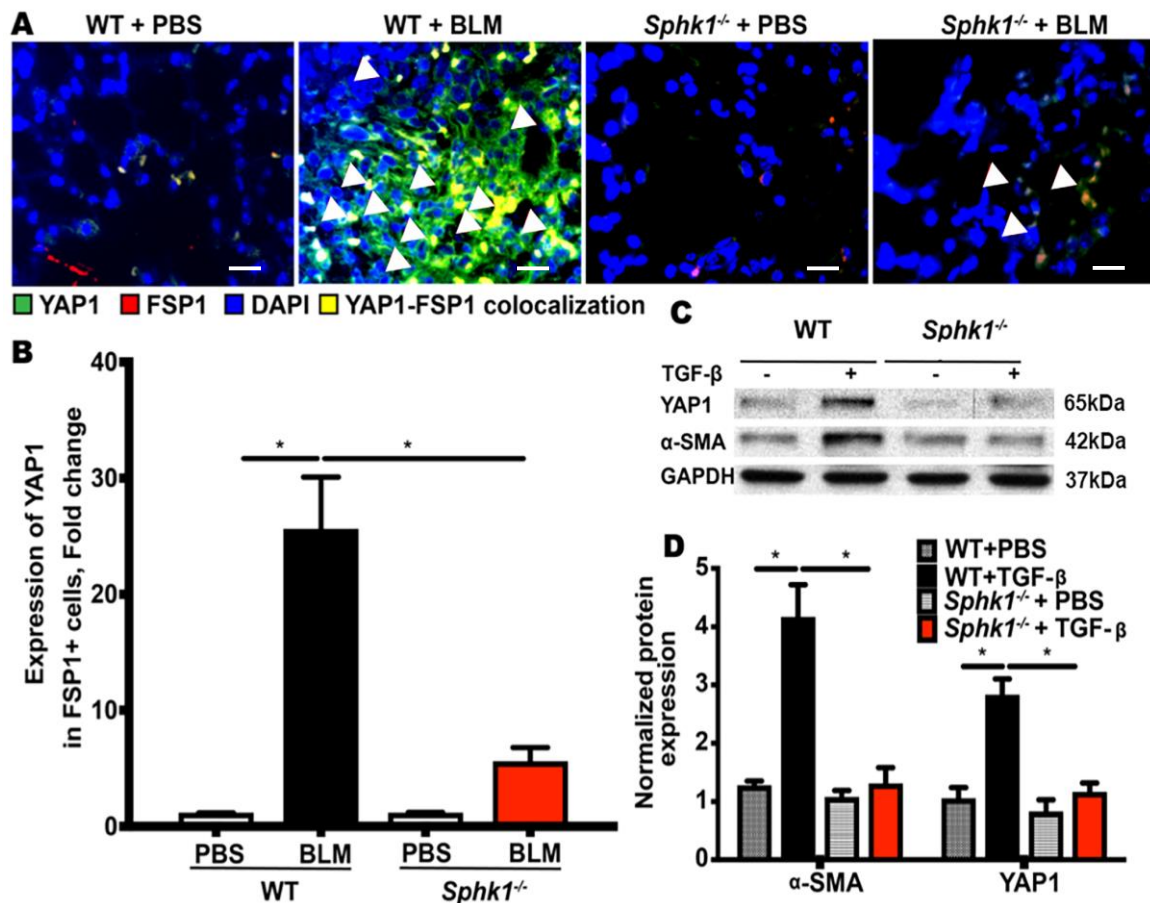 A
WT + PBS
WT + BLM
Sphk1-/- + PBS
Sphk1-/- + BLM
YAP1 FSP1 DAPI YAP1-FSP1 colocalization
B
Expression of YAP1
in FSP1+ cells, Fold change
40
30
20
10
0
PBS BLM PBS BLM
WT Sphk1-/-
* *
C
WT Sphk1-/-
TGF-β - + - +
YAP1 65kDa
α-SMA 42kDa
GAPDH 37kDa
D
WT+PBS
WT+TGF-β
Sphk1-/- + PBS
Sphk1-/- + TGF-β
Normalized protein
expression
5
4
3
2
1
0
* *
* *
α-SMA YAP1